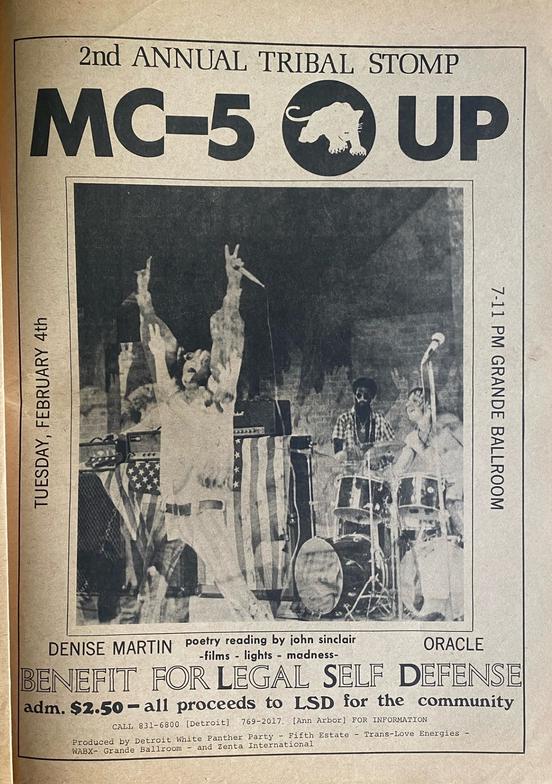 2nd ANNUAL TRIBAL STOMP
MC-5 UP
TUESDAY, FEBRUARY 4th
7-11 PM GRANDE BALLROOM
DENISE MARTIN
poetry reading by john sinclair
-films - lights - madness-
ORACLE
BENEFIT FOR LEGAL SELF DEFENSE
adm. $2.50 - all proceeds to LSD for the community
CALL 831-6800 [Detroit] 769-2017. [Ann Arbor] FOR INFORMATION
Produced by Detroit White Panther Party - Fifth Estate - Trans-Love Energies -
WABX- Grande Ballroom - and Zenta International